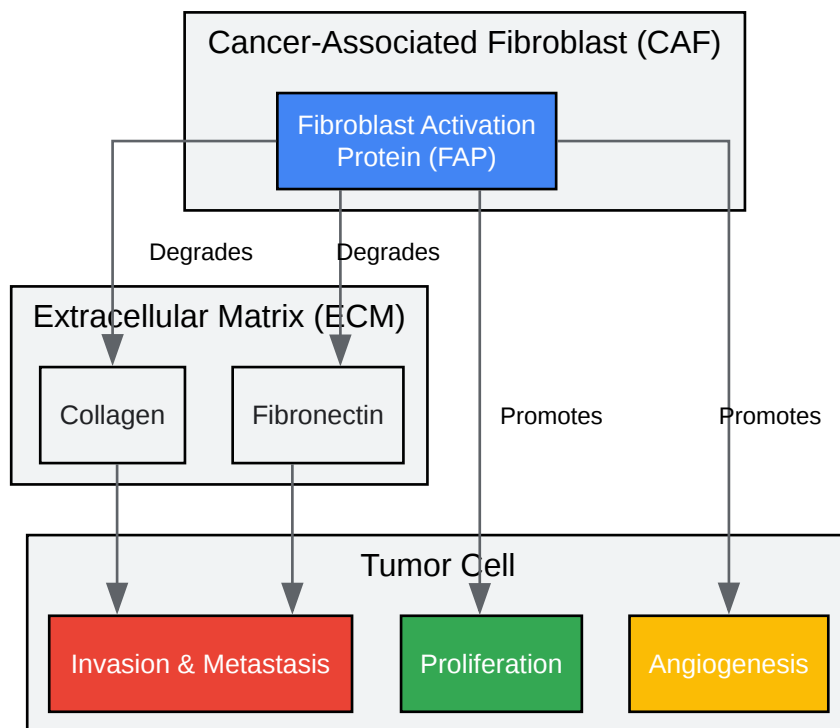 Cancer-Associated Fibroblast (CAF)
Fibroblast Activation
Protein (FAP)
Degrades
Degrades
Extracellular Matrix (ECM)
Collagen
Fibronectin
Promotes
Promotes
Tumor Cell
Invasion & Metastasis
Proliferation
Angiogenesis